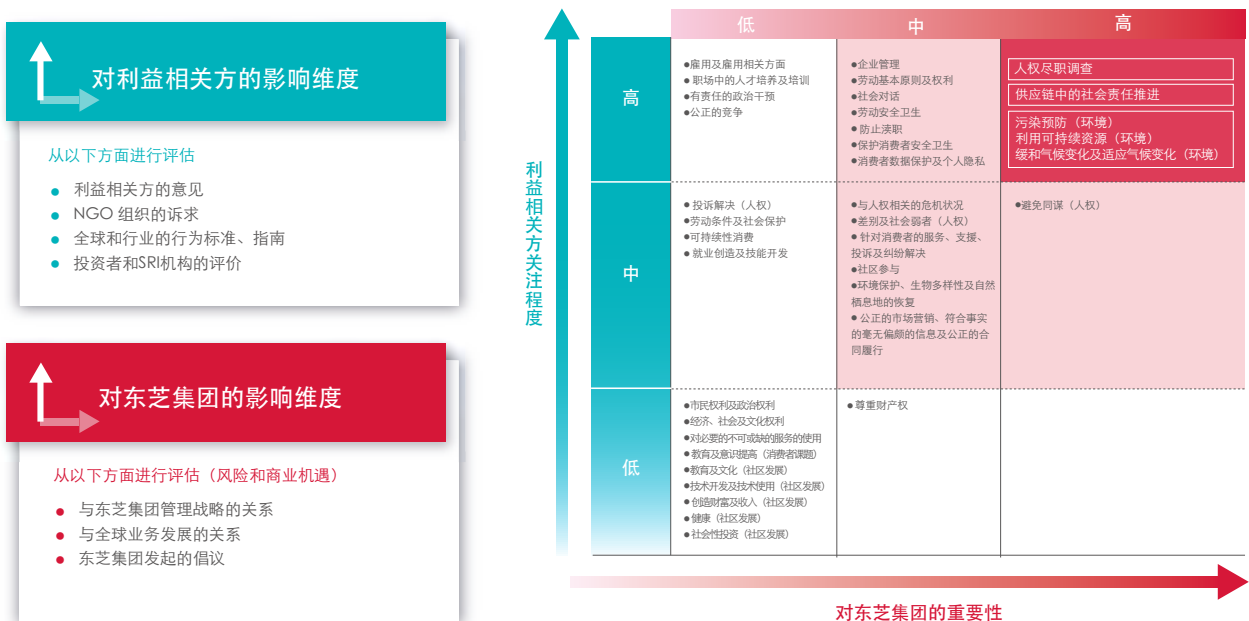 对利益相关方的影响维度
从以下方面进行评估
● 利益相关方的意见
● NGO 组织的诉求
● 全球和行业的行为标准、指南
● 投资者和SRI机构的评价
对东芝集团的影响维度
从以下方面进行评估（风险和商业机遇）
● 与东芝集团管理战略的关系
● 与全球业务发展的关系
● 东芝集团发起的倡议
利益相关方关注程度
低
中
高
高
●雇用及雇用相关方面
● 职场中的人才培养及培训
●有责任的政治干预
●公正的竞争
●企业管理
●劳动基本原则及权利
●社会对话
●劳动安全卫生
● 防止渎职
●保护消费者安全卫生
●消费者数据保护及个人隐私
人权尽职调查
供应链中的社会责任推进
污染预防（环境）
利用可持续资源（环境）
缓和气候变化及适应气候变化（环境）
中
● 投诉解决（人权）
●劳动条件及社会保护
●可持续性消费
● 就业创造及技能开发
●与人权相关的危机状况
●差别及社会弱者（人权）
● 针对消费者的服务、支援、
投诉及纠纷解决
●社区参与
●环境保护、生物多样性及自然
栖息地的恢复
● 公正的市场营销、符合事实
的毫无偏颇的信息及公正的合
同履行
●避免同谋（人权）
低
●市民权利及政治权利
●经济、社会及文化权利
●对必要的不可或缺的服务的使用
● 教育及意识提高（消费者课题）
●教育及文化（社区发展）
●技术开发及技术使用（社区发展）
● 创造财富及收入（社区发展）
● 健康（社区发展）
● 社会性投资（社区发展）
● 尊重财产权
对东芝集团的重要性